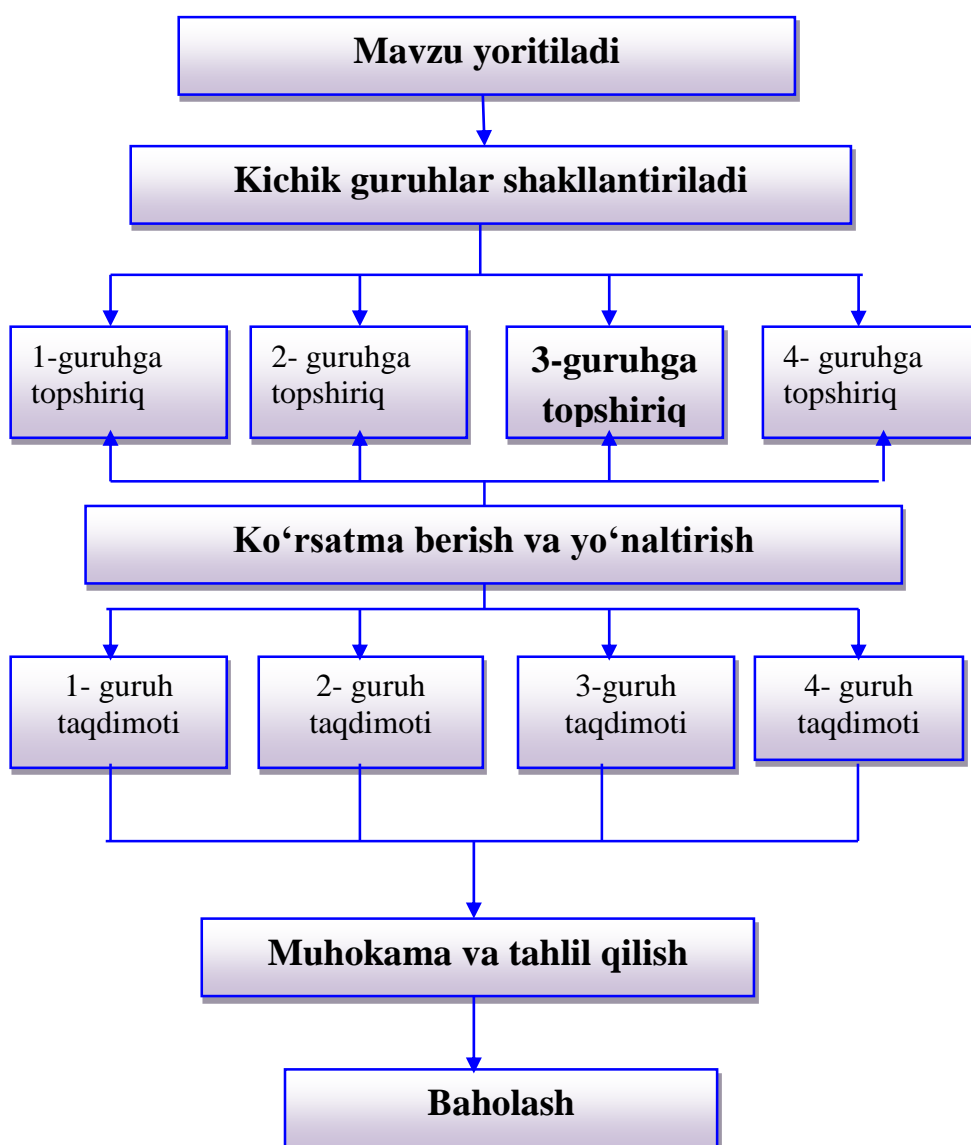 Mavzu yoritiladi
Kichik guruhlar shakllantiriladi
1-guruhga
topshiriq
2- guruhga
topshiriq
3-guruhga
topshiriq
4- guruhga
topshiriq
Ko‘rsatma berish va yo‘naltirish
1- guruh
taqdimoti
2- guruh
taqdimoti
3-guruh
taqdimoti
4- guruh
taqdimoti
Muhokama va tahlil qilish
Baholash